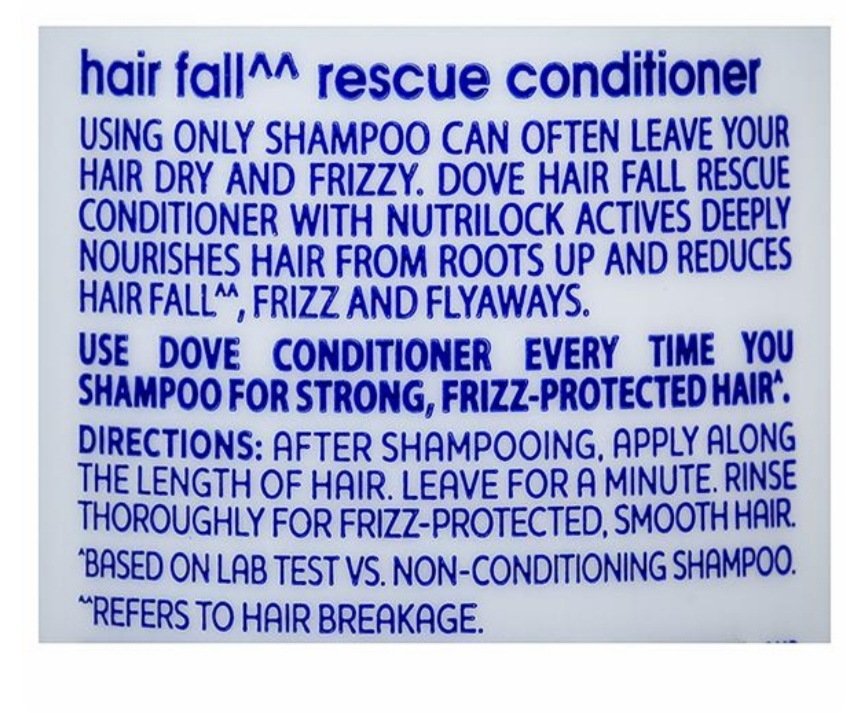 hair fall^^ rescue conditioner
USING ONLY SHAMPOO CAN OFTEN LEAVE YOUR
HAIR DRY AND FRIZZY. DOVE HAIR FALL RESCUE
CONDITIONER WITH NUTRILOCK ACTIVES DEEPLY
NOURISHES HAIR FROM ROOTS UP AND REDUCES
HAIR FALL^^, FRIZZ AND FLYAWAYS.
USE DOVE CONDITIONER EVERY TIME YOU
SHAMPOO FOR STRONG, FRIZZ-PROTECTED HAIR^.
DIRECTIONS: AFTER SHAMPOOING, APPLY ALONG
THE LENGTH OF HAIR. LEAVE FOR A MINUTE. RINSE
THOROUGHLY FOR FRIZZ-PROTECTED, SMOOTH HAIR.
^BASED ON LAB TEST VS. NON-CONDITIONING SHAMPOO.
^^REFERS TO HAIR BREAKAGE.